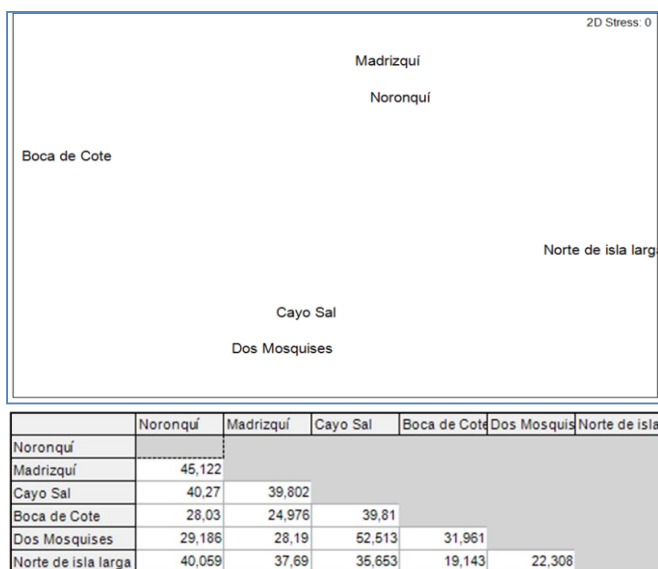 2D Stress: 0
Madrizquí
Noronquí
Boca de Cote
Norte de isla larg
Cayo Sal
Dos Mosquises
Noronquí Madrizquí Cayo Sal Boca de Cote Dos Mosquis Norte de isla
Noronquí
Madrizquí 45,122
Cayo Sal 40,27 39,802
Boca de Cote 28,03 24,976 39,81
Dos Mosquises 29,186 28,19 52,513 31,961
Norte de isla larga 40,059 37,69 35,653 19,143 22,308